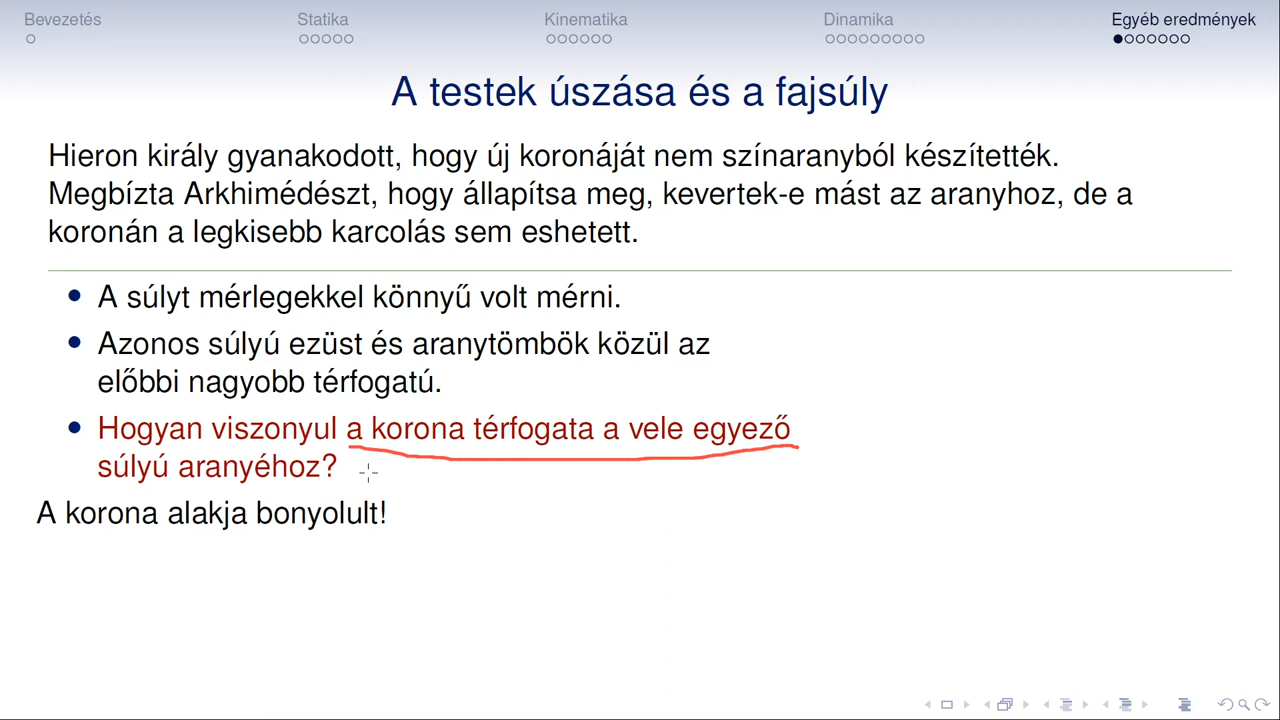 Bevezetés Statika Kinematika Dinamika Egyéb eredmények
A testek úszása és a fajsúly
Hieron király gyanakodott, hogy új koronáját nem színaranyból készítették.
Megbízta Arkhimédészt, hogy állapítsa meg, kevertek-e mást az aranyhoz, de a
koronán a legkisebb karcolás sem eshetett.
A súlyt mérlegekkel könnyű volt mérni.
Azonos súlyú ezüst és aranytömbök közül az
előbbi nagyobb térfogatú.
Hogyan viszonyul a korona térfogata a vele egyező
súlyú aranyéhoz?
A korona alakja bonyolult!